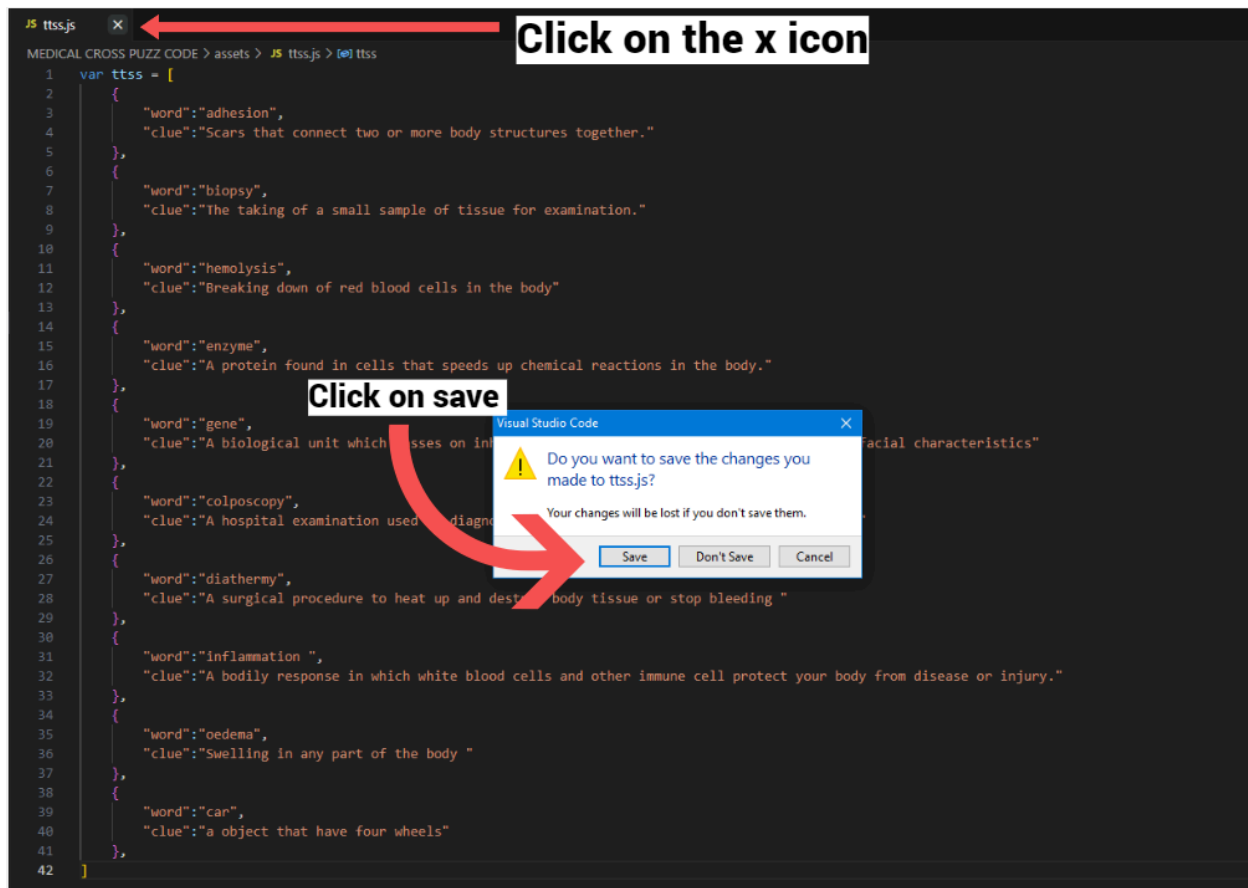 JS ttss.js ×
Click on the x icon
MEDICAL CROSS PUZZ CODE > assets > JS ttss.js > ttss
1 var ttss = [
2 {
3 "word":"adhesion",
4 "clue":"Scars that connect two or more body structures together."
5 },
6 {
7 "word":"biopsy",
8 "clue":"The taking of a small sample of tissue for examination."
9 },
10 {
11 "word":"hemolysis",
12 "clue":"Breaking down of red blood cells in the body"
13 },
14 {
15 "word":"enzyme",
16 "clue":"A protein found in cells that speeds up chemical reactions in the body."
17 },
Click on save
18 {
19 "word":"gene",
20 "clue":"A biological unit which on facial characteristics"
21 },
22 {
23 "word":"colposcopy",
24 "clue":"A hospital examination used
25 },
26 {
27 "word":"diathermy",
28 "clue":"A surgical procedure to heat up and body tissue or stop bleeding "
29 },
30 {
31 "word":"inflammation ",
32 "clue":"A bodily response in which white blood cells and other immune cell protect your body from disease or injury."
33 },
34 {
35 "word":"oedema",
36 "clue":"Swelling in any part of the body "
37 },
38 {
39 "word":"car",
40 "clue":"a object that have four wheels"
41 },
42 ]
Visual Studio Code
Do you want to save the changes you
made to ttss.js?
Your changes will be lost if you don't save them.
Save Don't Save Cancel